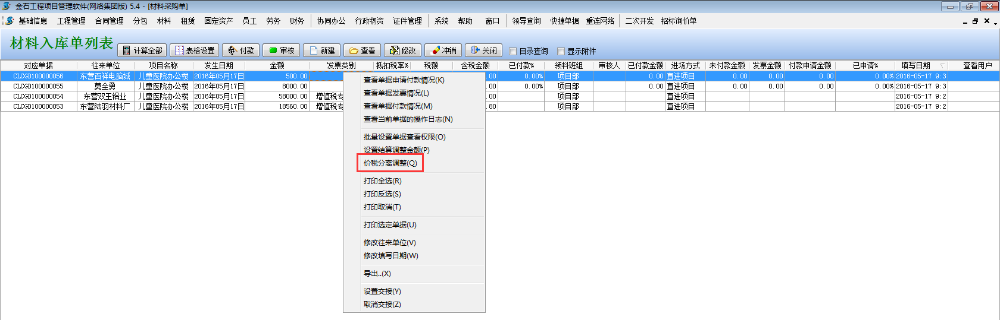 金石工程项目管理软件(网络集团版) 5.4 - [材料采购单]
基础信息 工程管理 合同管理 分包 材料 租赁 固定资产 员工 劳务 财务 协同办公 行政物资 证件管理 系统 帮助 窗口 领导查询 快捷单据 重连网络 二次开发 招标询价单
材料入库单列表 计算全部 表格设置 付款 审核 新建 查看 修改 冲销 关闭 目录查询 显示附件
对应单据 往来单位 项目名称 发生日期 金额 发票类别 抵扣税率% 税额 含税金额 已付款% 领料班组 审核人 已付款金额 进场方式 未付款金额 发票金额 付款申请金额 已申请% 填写日期 查看用户
CLCGD100000056 东营百祥电脑城 儿童医院办公楼 2016年05月17日 500.00 .00 0.00% 项目部 0.00 直进项目 0.00 0.00 0.00 0.00% 2016-05-17 9:3
CLCGD100000055 莫全勇 儿童医院办公楼 2016年05月17日 8000.00 .00 0.00% 项目部 0.00 直进项目 0.00 0.00 0.00 0.00% 2016-05-17 9:3
CLCGD100000054 东营双王铝业 儿童医院办公楼 2016年05月17日 58000.00 增值税专 .00 项目部 直进项目 2016-05-17 9:2
CLCGD100000053 东营陆羽材料厂 儿童医院办公楼 2016年05月17日 18560.00 增值税专 .80 项目部 直进项目 2016-05-17 9:2
查看单据申请付款情况(K)
查看单据发票情况(L)
查看单据付款情况(M)
查看当前单据的操作日志(N)
批量设置单据查看权限(O)
设置结算调整金额(P)
价税分离调整(Q)
打印全选(R)
打印反选(S)
打印取消(T)
打印选定单据(U)
修改往来单位(V)
修改填写日期(W)
导出..(X)
设置交接(Y)
取消交接(Z)